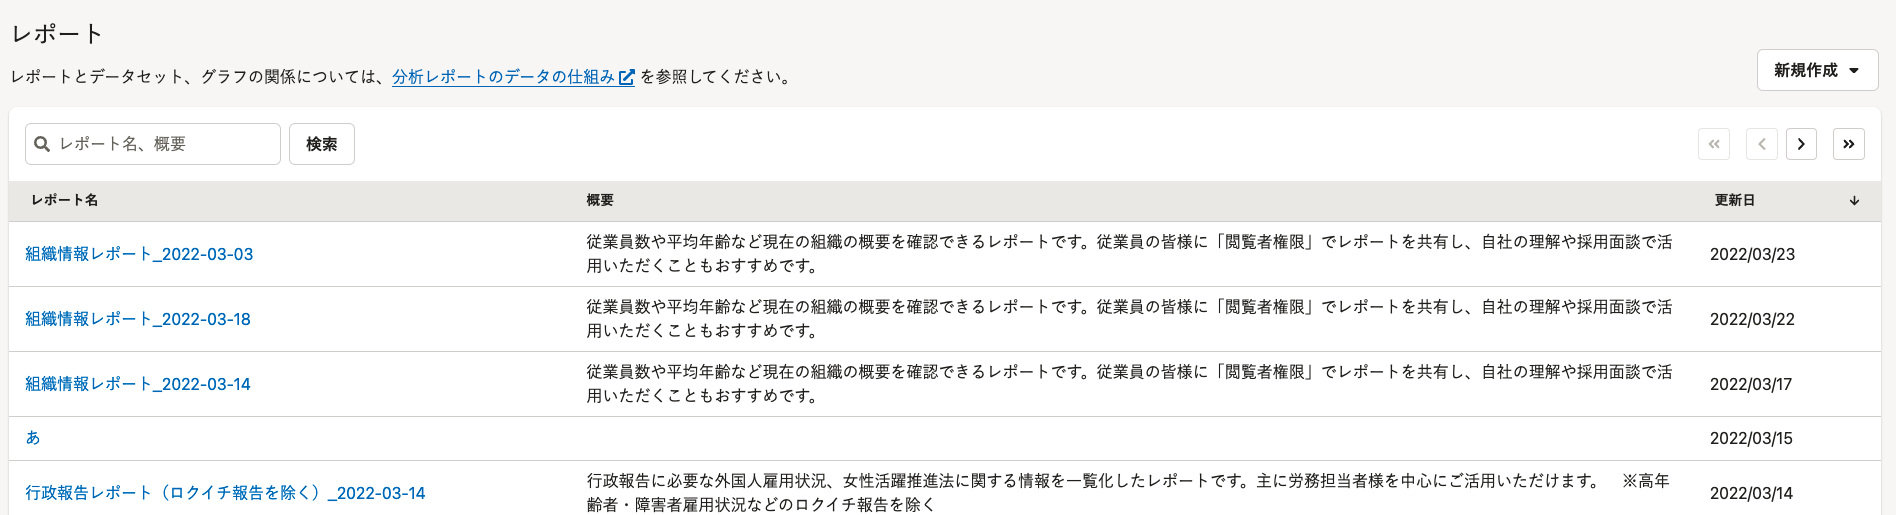 レポート
レポートとデータセット、グラフの関係については、分析レポートのデータの仕組み を参照してください。
新規作成
レポート名、概要
検索
レポート名 概要 更新日
組織情報レポート_2022-03-03
従業員数や平均年齢など現在の組織の概要を確認できるレポートです。従業員の皆様に「閲覧者権限」でレポートを共有し、自社の理解や採用面談で活
用いただくこともおすすめです。
2022/03/23
組織情報レポート_2022-03-18
従業員数や平均年齢など現在の組織の概要を確認できるレポートです。従業員の皆様に「閲覧者権限」でレポートを共有し、自社の理解や採用面談で活
用いただくこともおすすめです。
2022/03/22
組織情報レポート_2022-03-14
従業員数や平均年齢など現在の組織の概要を確認できるレポートです。従業員の皆様に「閲覧者権限」でレポートを共有し、自社の理解や採用面談で活
用いただくこともおすすめです。
2022/03/17
あ
2022/03/15
行政報告レポート（ロクイチ報告を除く）_2022-03-14
行政報告に必要な外国人雇用状況、女性活躍推進法に関する情報を一覧化したレポートです。主に労務担当者様を中心にご活用いただけます。　※高年
齢者・障害者雇用状況などのロクイチ報告を除く
2022/03/14